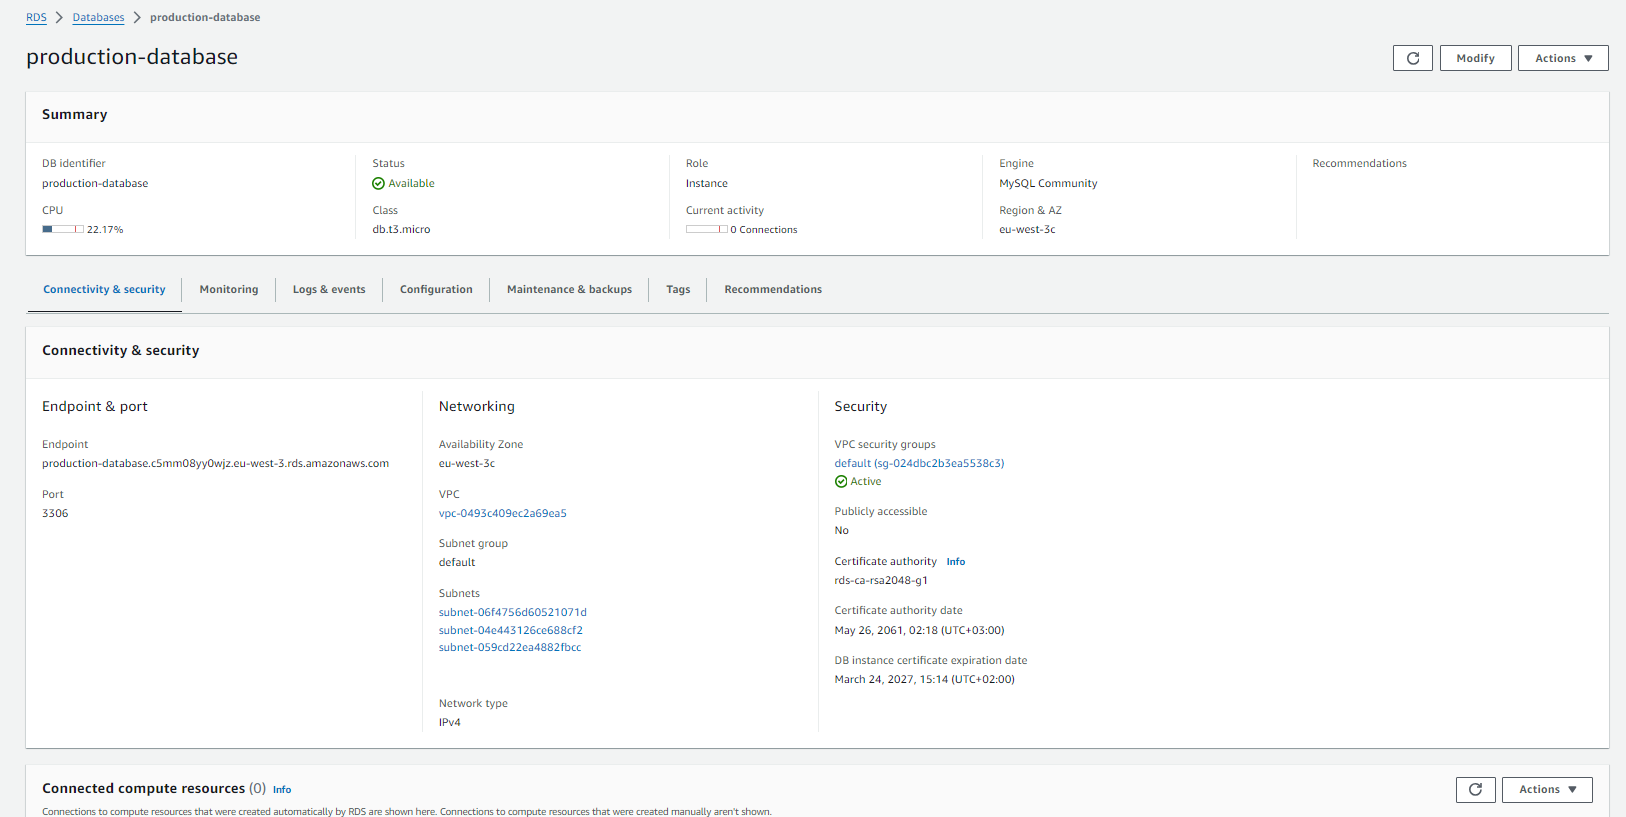 RDS > Databases > production-database
production-database
Modify
Actions
Summary
DB identifier
production-database
CPU
22.17%
Status
Available
Class
db.t3.micro
Role
Instance
Current activity
0 Connections
Engine
MySQL Community
Region & AZ
eu-west-3c
Recommendations
Connectivity & security
Monitoring
Logs & events
Configuration
Maintenance & backups
Tags
Recommendations
Connectivity & security
Endpoint & port
Endpoint
production-database.c5mm08yy0wjz.eu-west-3.rds.amazonaws.com
Port
3306
Networking
Availability Zone
eu-west-3c
VPC
vpc-0493c409ec2a69ea5
Subnet group
default
Subnets
subnet-06f4756d60521071d
subnet-04e443126ce688cf2
subnet-059cd22ea4882fbcc
Network type
IPv4
Security
VPC security groups
default (sg-024dbc2b3ea5538c3)
Active
Publicly accessible
No
Certificate authority Info
rds-ca-rsa2048-g1
Certificate authority date
May 26, 2061, 02:18 (UTC+03:00)
DB instance certificate expiration date
March 24, 2027, 15:14 (UTC+02:00)
Connected compute resources (0) Info
Actions
Connections to compute resources that were created automatically by RDS are shown here. Connections to compute resources that were created manually aren't shown.